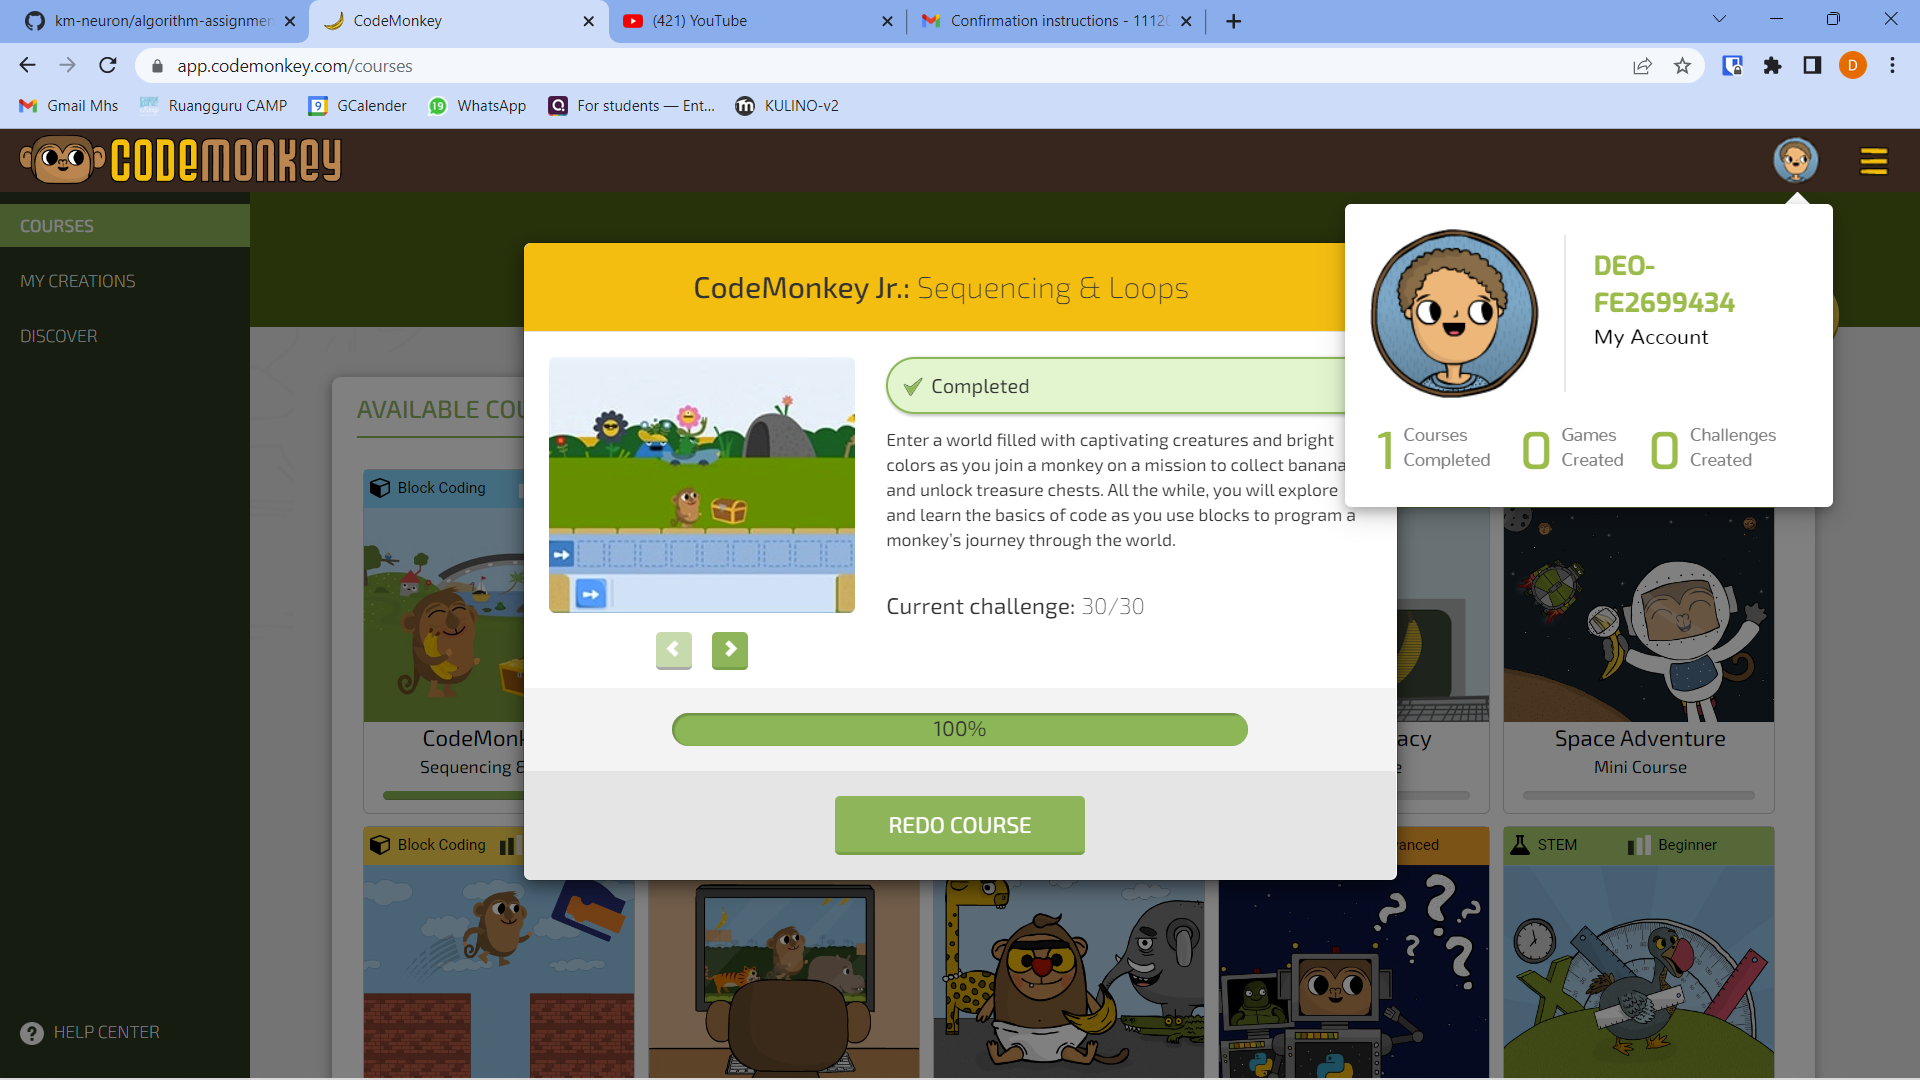 km-neuron/algorithm-assignmen
CodeMonkey
(421) YouTube
Confirmation instructions - 1112
app.codemonkey.com/courses
D
Gmail Mhs
Ruangguru CAMP
9
GCalender
19
WhatsApp
For students — Ent...
m
KULINO-v2
CODEMONKEY
COURSES
MY CREATIONS
DISCOVER
HELP CENTER
DEO-
FE2699434
My Account
1 Courses
Completed
0 Games
Created
0 Challenges
Created
CodeMonkey Jr.: Sequencing & Loops
Completed
Enter a world filled with captivating creatures and bright
colors as you join a monkey on a mission to collect banana
and unlock treasure chests. All the while, you will explore
and learn the basics of code as you use blocks to program a
monkey's journey through the world.
Current challenge: 30/30
100%
REDO COURSE
AVAILABLE COU
Block Coding
CodeMonk
Sequencing &
acy
e
Space Adventure
Mini Course
Block Coding
anced
STEM
Beginner
? ? ? ? ? ?